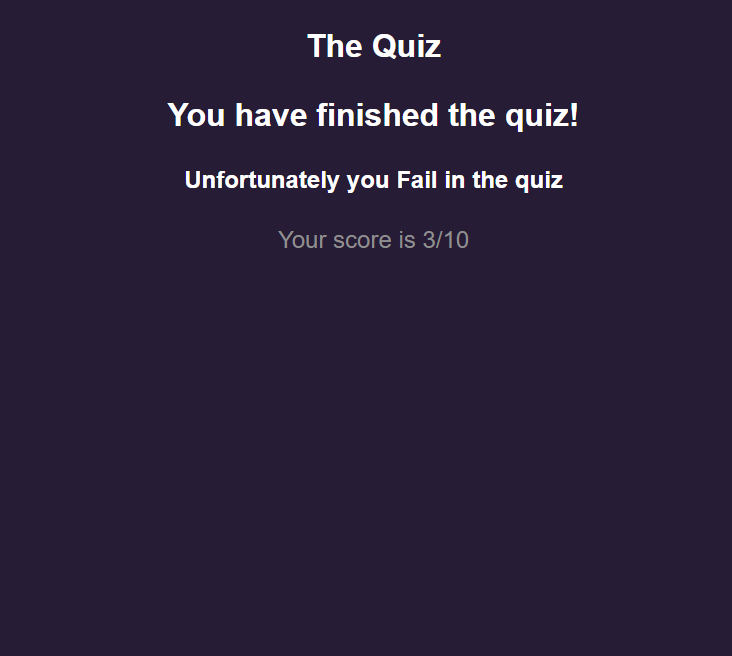 The Quiz
You have finished the quiz!
Unfortunately you Fail in the quiz
Your score is 3/10